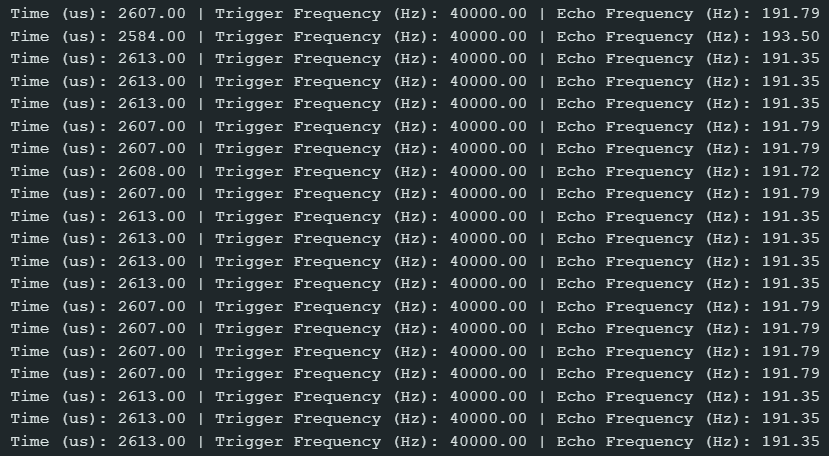 Time (us): 2607.00 | Trigger Frequency (Hz): 40000.00 | Echo Frequency (Hz): 191.79
Time (us): 2584.00 | Trigger Frequency (Hz): 40000.00 | Echo Frequency (Hz): 193.50
Time (us): 2613.00 | Trigger Frequency (Hz): 40000.00 | Echo Frequency (Hz): 191.35
Time (us): 2613.00 | Trigger Frequency (Hz): 40000.00 | Echo Frequency (Hz): 191.35
Time (us): 2613.00 | Trigger Frequency (Hz): 40000.00 | Echo Frequency (Hz): 191.35
Time (us): 2607.00 | Trigger Frequency (Hz): 40000.00 | Echo Frequency (Hz): 191.79
Time (us): 2607.00 | Trigger Frequency (Hz): 40000.00 | Echo Frequency (Hz): 191.79
Time (us): 2608.00 | Trigger Frequency (Hz): 40000.00 | Echo Frequency (Hz): 191.72
Time (us): 2607.00 | Trigger Frequency (Hz): 40000.00 | Echo Frequency (Hz): 191.79
Time (us): 2613.00 | Trigger Frequency (Hz): 40000.00 | Echo Frequency (Hz): 191.35
Time (us): 2613.00 | Trigger Frequency (Hz): 40000.00 | Echo Frequency (Hz): 191.35
Time (us): 2613.00 | Trigger Frequency (Hz): 40000.00 | Echo Frequency (Hz): 191.35
Time (us): 2613.00 | Trigger Frequency (Hz): 40000.00 | Echo Frequency (Hz): 191.35
Time (us): 2607.00 | Trigger Frequency (Hz): 40000.00 | Echo Frequency (Hz): 191.79
Time (us): 2607.00 | Trigger Frequency (Hz): 40000.00 | Echo Frequency (Hz): 191.79
Time (us): 2607.00 | Trigger Frequency (Hz): 40000.00 | Echo Frequency (Hz): 191.79
Time (us): 2607.00 | Trigger Frequency (Hz): 40000.00 | Echo Frequency (Hz): 191.79
Time (us): 2613.00 | Trigger Frequency (Hz): 40000.00 | Echo Frequency (Hz): 191.35
Time (us): 2613.00 | Trigger Frequency (Hz): 40000.00 | Echo Frequency (Hz): 191.35
Time (us): 2613.00 | Trigger Frequency (Hz): 40000.00 | Echo Frequency (Hz): 191.35